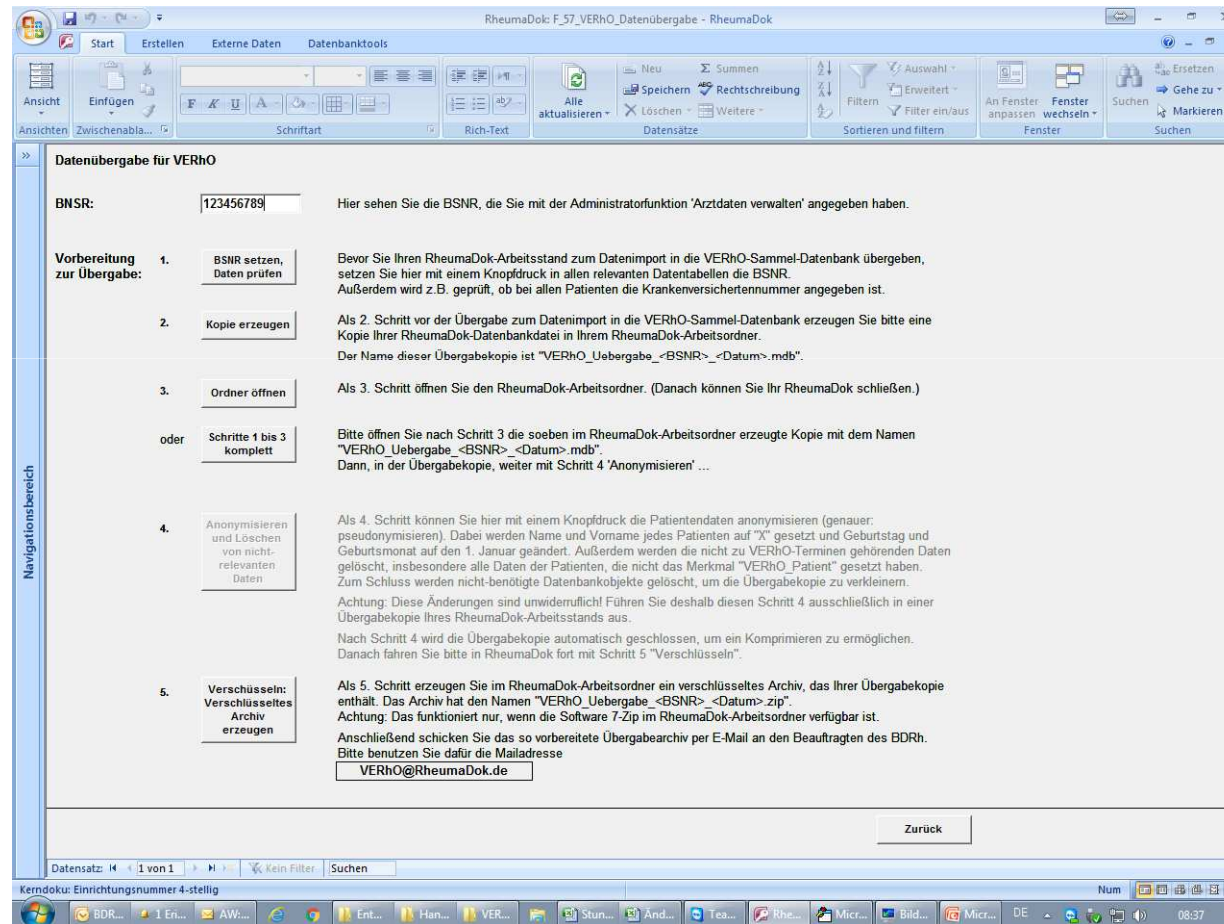 RheumaDok: F_57_VERhO_Datenübergabe - RheumaDok
Start Erstellen Externe Daten Datenbanktools
Ansicht
Einfügen
F K U A
Alle
aktualisieren
Neu Σ Summen
Speichern Rechtschreibung
Löschen Weitere
Filtern
Auswahl
Erweitert
Filter ein/aus
An Fenster
anpassen
Fenster
wechseln
Suchen
Ersetzen
Gehe zu
Markieren
Ansichten Zwischenabla... Schriftart Rich-Text Datensätze Sortieren und filtern Fenster Suchen
Navigationsbereich
Datenübergabe für VERhO
BNSR: 123456789 Hier sehen Sie die BSNR, die Sie mit der Administratorfunktion 'Arztdaten verwalten' angegeben haben.
Vorbereitung
zur Übergabe:
1. BSNR setzen,
Daten prüfen
Bevor Sie Ihren RheumaDok-Arbeitsstand zum Datenimport in die VERhO-Sammel-Datenbank übergeben,
setzen Sie hier mit einem Knopfdruck in allen relevanten Datentabellen die BSNR.
Außerdem wird z.B. geprüft, ob bei allen Patienten die Krankenversichertennummer angegeben ist.
2. Kopie erzeugen
Als 2. Schritt vor der Übergabe zum Datenimport in die VERhO-Sammel-Datenbank erzeugen Sie bitte eine
Kopie Ihrer RheumaDok-Datenbankdatei in Ihrem RheumaDok-Arbeitsordner.
Der Name dieser Übergabekopie ist "VERhO_Uebergabe_<BSNR>_<Datum>.mdb".
3. Ordner öffnen
Als 3. Schritt öffnen Sie den RheumaDok-Arbeitsordner. (Danach können Sie Ihr RheumaDok schließen.)
oder Schritte 1 bis 3
komplett
Bitte öffnen Sie nach Schritt 3 die soeben im RheumaDok-Arbeitsordner erzeugte Kopie mit dem Namen
"VERhO_Uebergabe_<BSNR>_<Datum>.mdb".
Dann, in der Übergabekopie, weiter mit Schritt 4 'Anonymisieren' ...
4. Anonymisieren
und Löschen
von nicht-
relevanten
Daten
Als 4. Schritt können Sie hier mit einem Knopfdruck die Patientendaten anonymisieren (genauer:
pseudonymisieren). Dabei werden Name und Vorname jedes Patienten auf "X" gesetzt und Geburtstag und
Geburtsmonat auf den 1. Januar geändert. Außerdem werden die nicht zu VERhO-Terminen gehörenden Daten
gelöscht, insbesondere alle Daten der Patienten, die nicht das Merkmal "VERhO_Patient" gesetzt haben.
Zum Schluss werden nicht-benötigte Datenbankobjekte gelöscht, um die Übergabekopie zu verkleinern.
Achtung: Diese Änderungen sind unwiderruflich! Führen Sie deshalb diesen Schritt 4 ausschließlich in einer
Übergabekopie Ihres RheumaDok-Arbeitsstands aus.
Nach Schritt 4 wird die Übergabekopie automatisch geschlossen, um ein Komprimieren zu ermöglichen.
Danach fahren Sie bitte in RheumaDok fort mit Schritt 5 "Verschlüsseln".
5. Verschüsseln:
Verschlüsseltes
Archiv
erzeugen
Als 5. Schritt erzeugen Sie im RheumaDok-Arbeitsordner ein verschlüsseltes Archiv, das Ihrer Übergabekopie
enthält. Das Archiv hat den Namen "VERhO_Uebergabe_<BSNR>_<Datum>.zip".
Achtung: Das funktioniert nur, wenn die Software 7-Zip im RheumaDok-Arbeitsordner verfügbar ist.
Anschließend schicken Sie das so vorbereitete Übergabearchiv per E-Mail an den Beauftragten des BDRh.
Bitte benutzen Sie dafür die Mailadresse
VERhO@RheumaDok.de
Zurück
Datensatz: 1 von 1 Kein Filter Suchen
Kerndoku: Einrichtungsnummer 4-stellig Num
BDR... 1 Eri... AW:... Ent... Han... VER... Stun... Änd... Tea... Rhe... Micr... Bild... Micr... DE 08:37